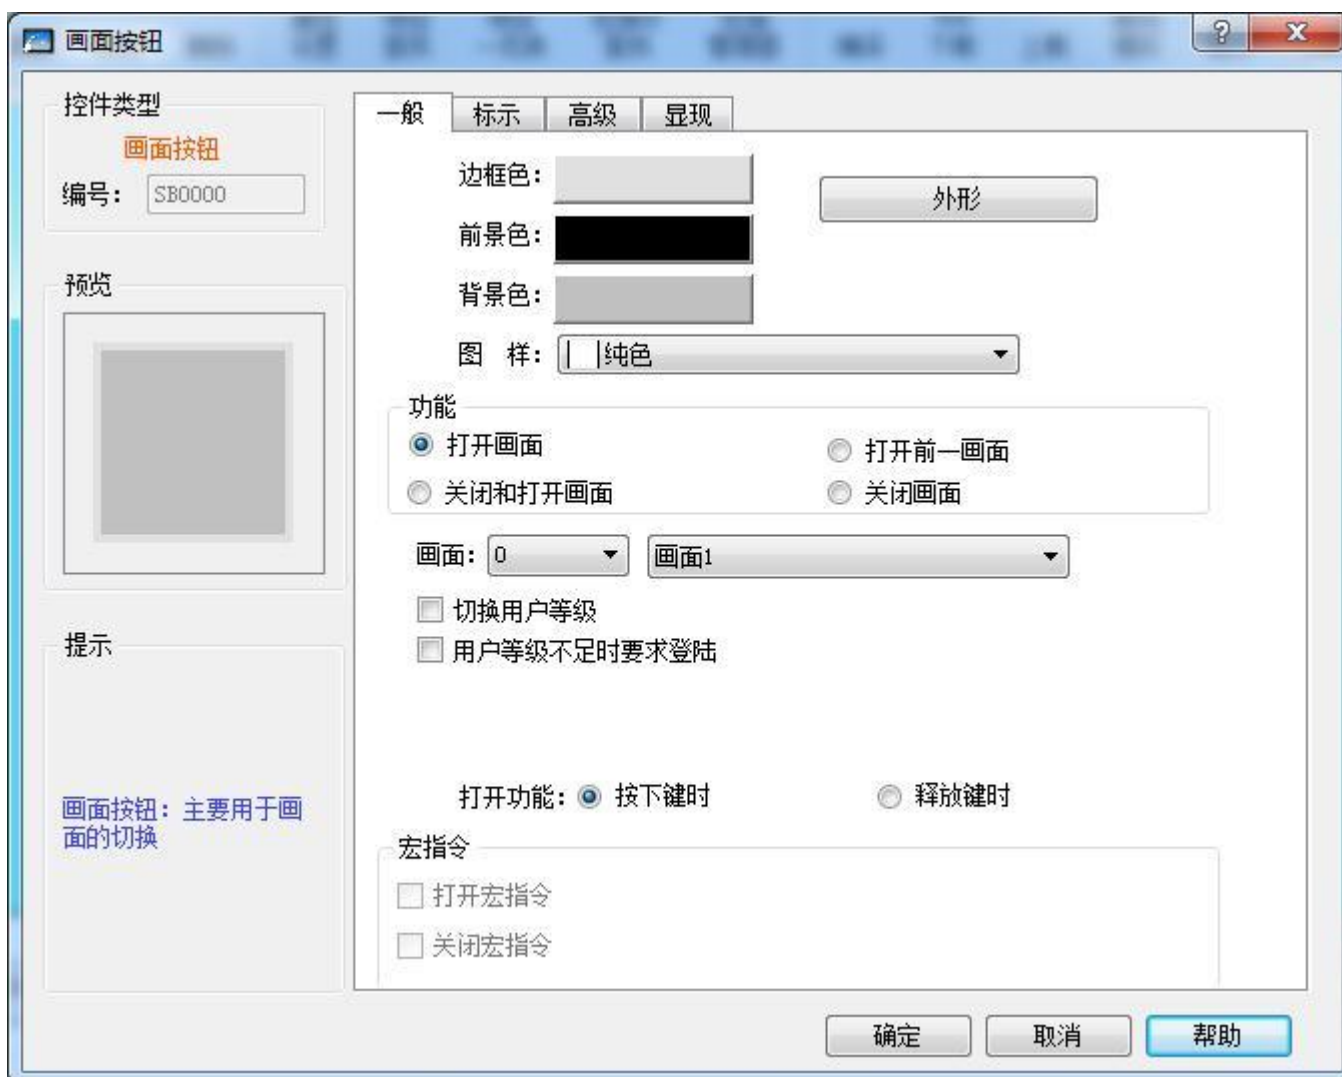 画面按钮
控件类型
画面按钮
编号： SB0000
预览
提示
画面按钮：主要用于画
面的切换
一般 标示 高级 显现
边框色：
外形
前景色：
背景色：
图 样： 纯色
功能
打开画面 打开前一画面
关闭和打开画面 关闭画面
画面： 0 画面1
切换用户等级
用户等级不足时要求登陆
打开功能： 按下键时 释放键时
宏指令
打开宏指令
关闭宏指令
确定 取消 帮助